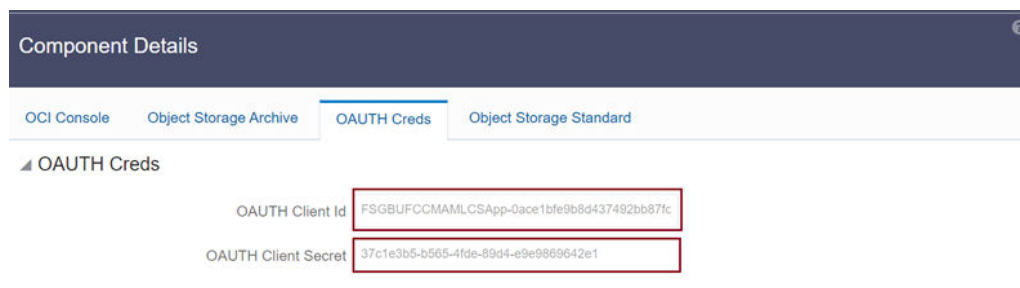 Component Details
OCI Console Object Storage Archive OAUTH Creds Object Storage Standard
OAUTH Creds
OAUTH Client Id FSGBUFCCMAMLCSApp-0ace1bfe9b8d437492bb87fc
OAUTH Client Secret 37c1e3b5-b565-4fde-89d4-e9e9869642e1